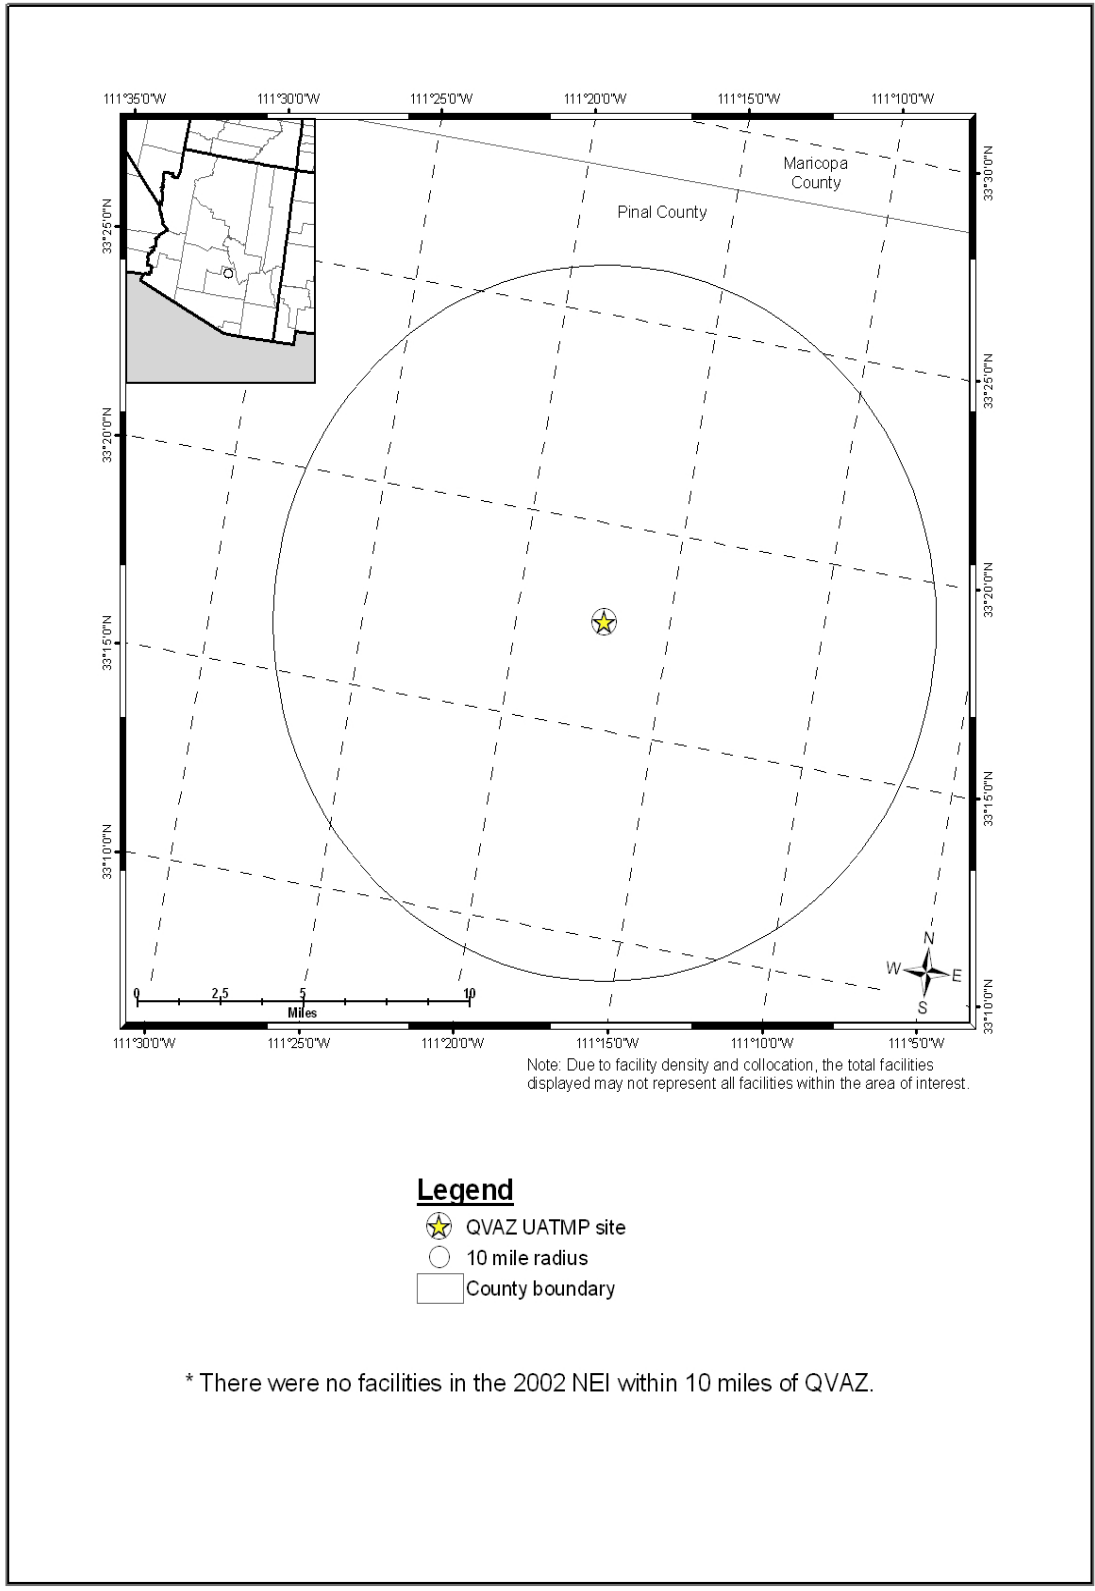 111°35'0"W 111°30'0"W 111°25'0"W 111°20'0"W 111°15'0"W 111°10'0"W
Maricopa
County
Pinal County
33°30'0"N
33°25'0"N
33°25'0"N
33°20'0"N
33°20'0"N
33°15'0"N
33°15'0"N
33°10'0"N
33°10'0"N
N
W E
S
0 2.5 5 10
Miles
111°30'0"W 111°25'0"W 111°20'0"W 111°15'0"W 111°10'0"W 111°5'0"W
Note: Due to facility density and collocation, the total facilities
displayed may not represent all facilities within the area of interest.
Legend
QVAZ UATMP site
10 mile radius
County boundary
* There were no facilities in the 2002 NEI within 10 miles of QVAZ.